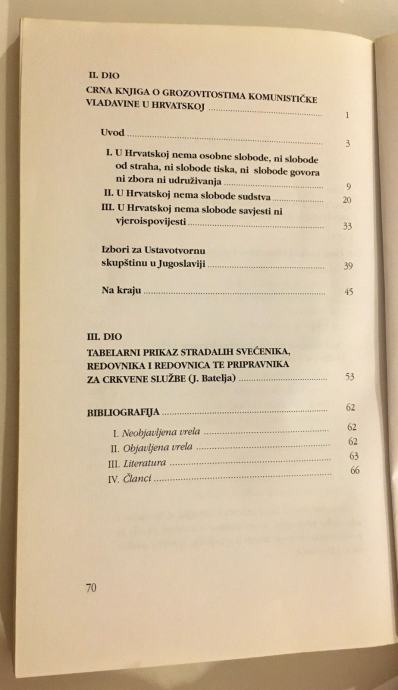 II. DIO
CRNA KNJIGA O GROZOVITOSTIMA KOMUNISTIČKE
VLADAVINE U HRVATSKOJ ........ 1
Uvod ........ 3
I. U Hrvatskoj nema osobne slobode, ni slobode
od straha, ni slobode tiska, ni slobode govora
ni zbora ni udruživanja ........ 9
II. U Hrvatskoj nema slobode sudstva ........ 20
III. U Hrvatskoj nema slobode savjesti ni
vjeroispovijesti ........ 33
Izbori za Ustavotvornu
skupštinu u Jugoslaviji ........ 39
Na kraju ........ 45
III. DIO
TABELARNI PRIKAZ STRADALIH SVEĆENIKA,
REDOVNIKA I REDOVNICA TE PRIPRAVNIKA
ZA CRKVENE SLUŽBE (J. Batelja) ........ 53
BIBLIOGRAFIJA ........ 62
I. Neobjavljena vrela ........ 62
II. Objavljena vrela ........ 62
III. Literatura ........ 63
IV. Članci ........ 66
70